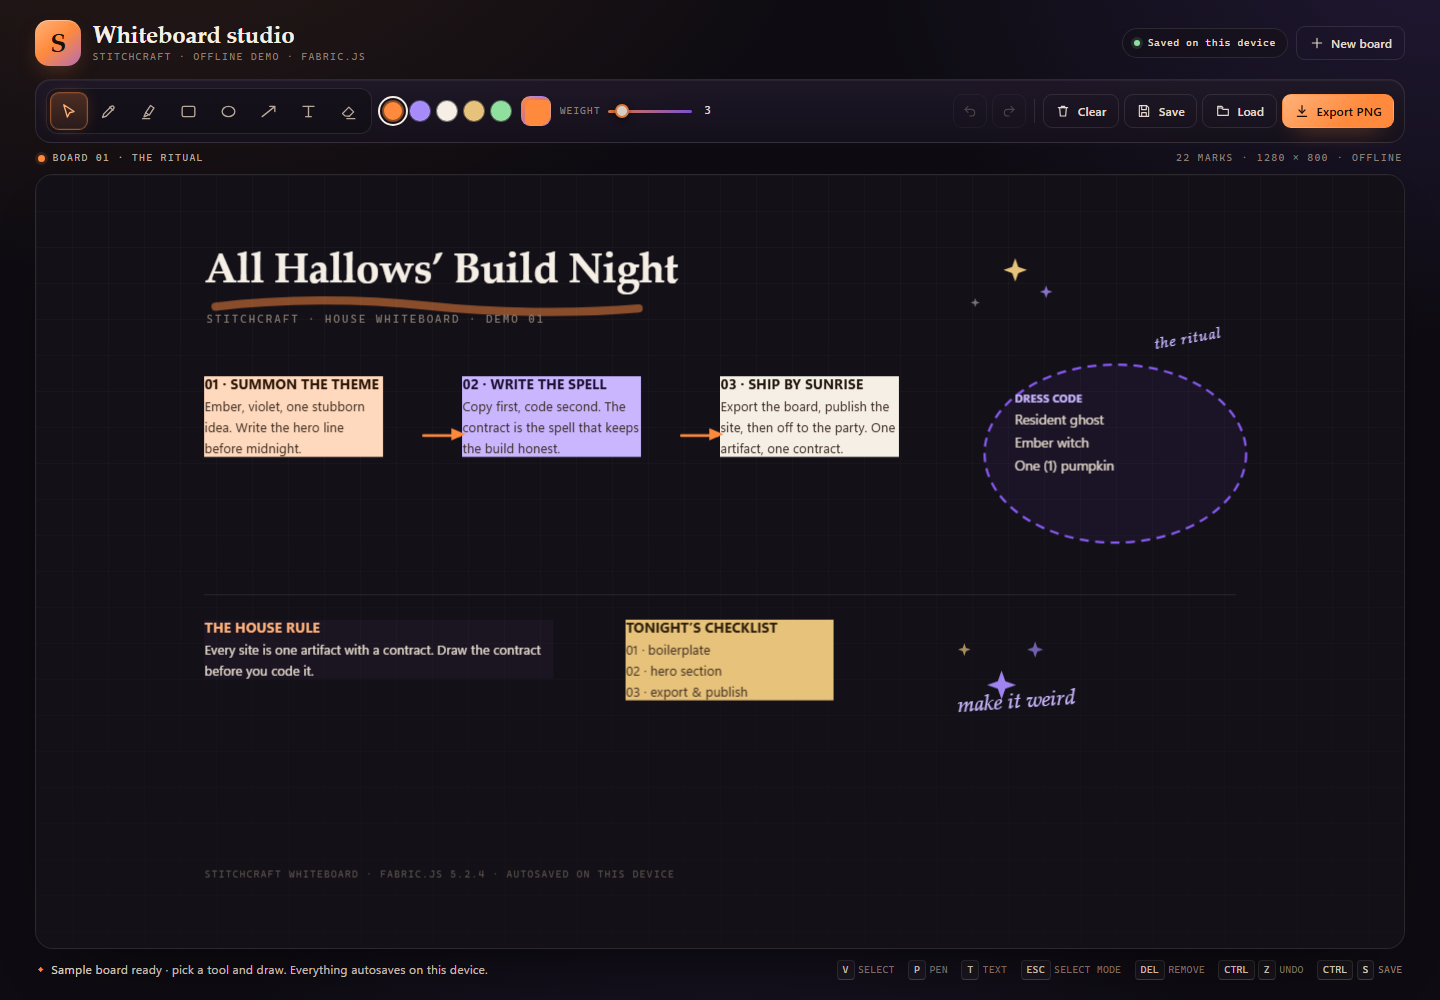 S
Whiteboard studio
STITCHCRAFT · OFFLINE DEMO · FABRIC.JS
Saved on this device
New board
WEIGHT
3
Clear
Save
Load
Export PNG
BOARD 01 · THE RITUAL
22 MARKS · 1280 × 800 · OFFLINE
All Hallows’ Build Night
STITCHCRAFT · HOUSE WHITEBOARD · DEMO 01
the ritual
01 · SUMMON THE THEME
Ember, violet, one stubborn
idea. Write the hero line
before midnight.
02 · WRITE THE SPELL
Copy first, code second. The
contract is the spell that keeps
the build honest.
03 · SHIP BY SUNRISE
Export the board, publish the
site, then off to the party. One
artifact, one contract.
DRESS CODE
Resident ghost
Ember witch
One (1) pumpkin
THE HOUSE RULE
Every site is one artifact with a contract. Draw the contract
before you code it.
TONIGHT’S CHECKLIST
01 · boilerplate
02 · hero section
03 · export & publish
make it weird
STITCHCRAFT WHITEBOARD · FABRIC.JS 5.2.4 · AUTOSAVED ON THIS DEVICE
Sample board ready · pick a tool and draw. Everything autosaves on this device.
V SELECT P PEN T TEXT ESC SELECT MODE DEL REMOVE CTRL Z UNDO CTRL S SAVE